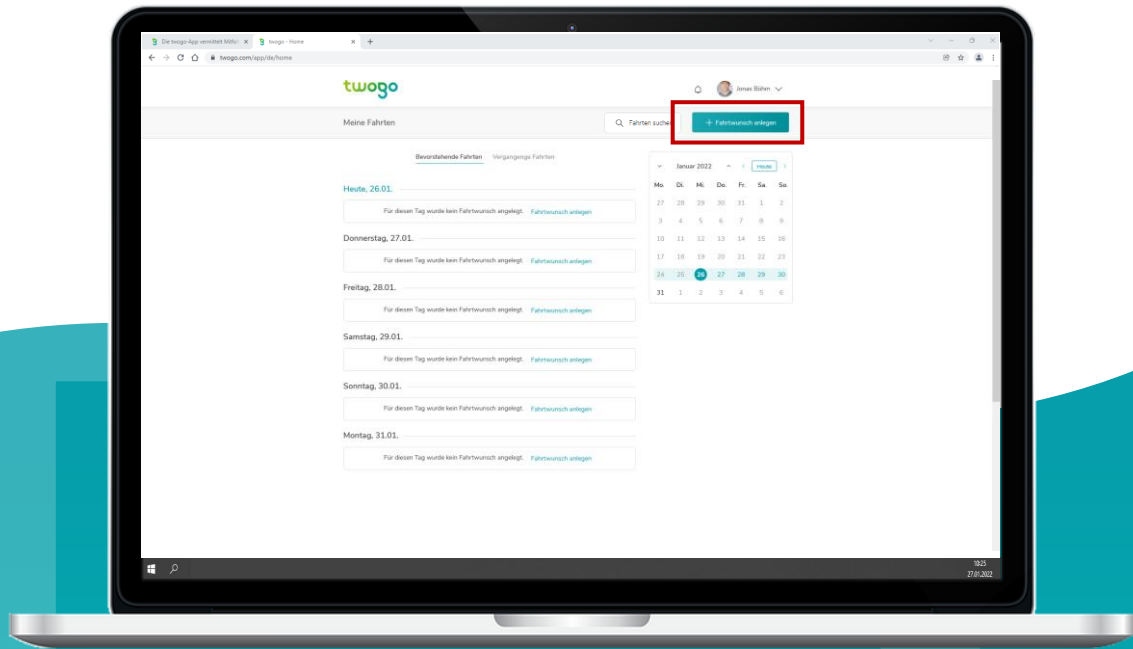 Die twogo-App vermittelt Mitfa
twogo - Home
twogo.com/app/de/home
twogo
Jonas Böhm
Meine Fahrten
Fahrten suchen
+ Fahrtwunsch anlegen
Bevorstehende Fahrten Vergangenge Fahrten
Januar 2022
Heute
Mo. Di. Mi. Do. Fr. Sa. So.
27 28 29 30 31 1 2
3 4 5 6 7 8 9
10 11 12 13 14 15 16
17 18 19 20 21 22 23
24 25 26 27 28 29 30
31 1 2 3 4 5 6
Heute, 26.01.
Für diesen Tag wurde kein Fahrtwunsch angelegt. Fahrtwunsch anlegen
Donnerstag, 27.01.
Für diesen Tag wurde kein Fahrtwunsch angelegt. Fahrtwunsch anlegen
Freitag, 28.01.
Für diesen Tag wurde kein Fahrtwunsch angelegt. Fahrtwunsch anlegen
Samstag, 29.01.
Für diesen Tag wurde kein Fahrtwunsch angelegt. Fahrtwunsch anlegen
Sonntag, 30.01.
Für diesen Tag wurde kein Fahrtwunsch angelegt. Fahrtwunsch anlegen
Montag, 31.01.
Für diesen Tag wurde kein Fahrtwunsch angelegt. Fahrtwunsch anlegen
10:25
27.01.2022